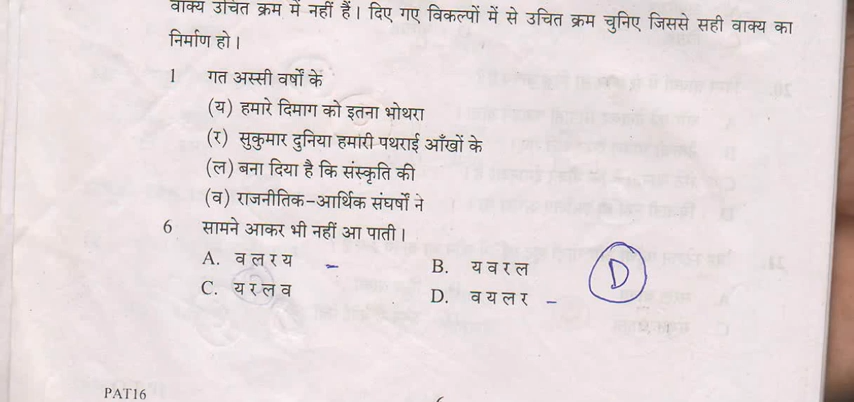 वाक्य उचित क्रम में नहीं हैं। दिए गए विकल्पों में से उचित क्रम चुनिए जिससे सही वाक्य का
निर्माण हो।
1 गत अस्सी वर्षों के
(य) हमारे दिमाग को इतना भोथरा
(र) सुकुमार दुनिया हमारी पथराई आँखों के
(ल) बना दिया है कि संस्कृति की
(व) राजनीतिक-आर्थिक संघर्षों ने
6 सामने आकर भी नहीं आ पाती।
A. व ल र य B. य व र ल
C. य र ल व D. व य ल र
D
PAT16